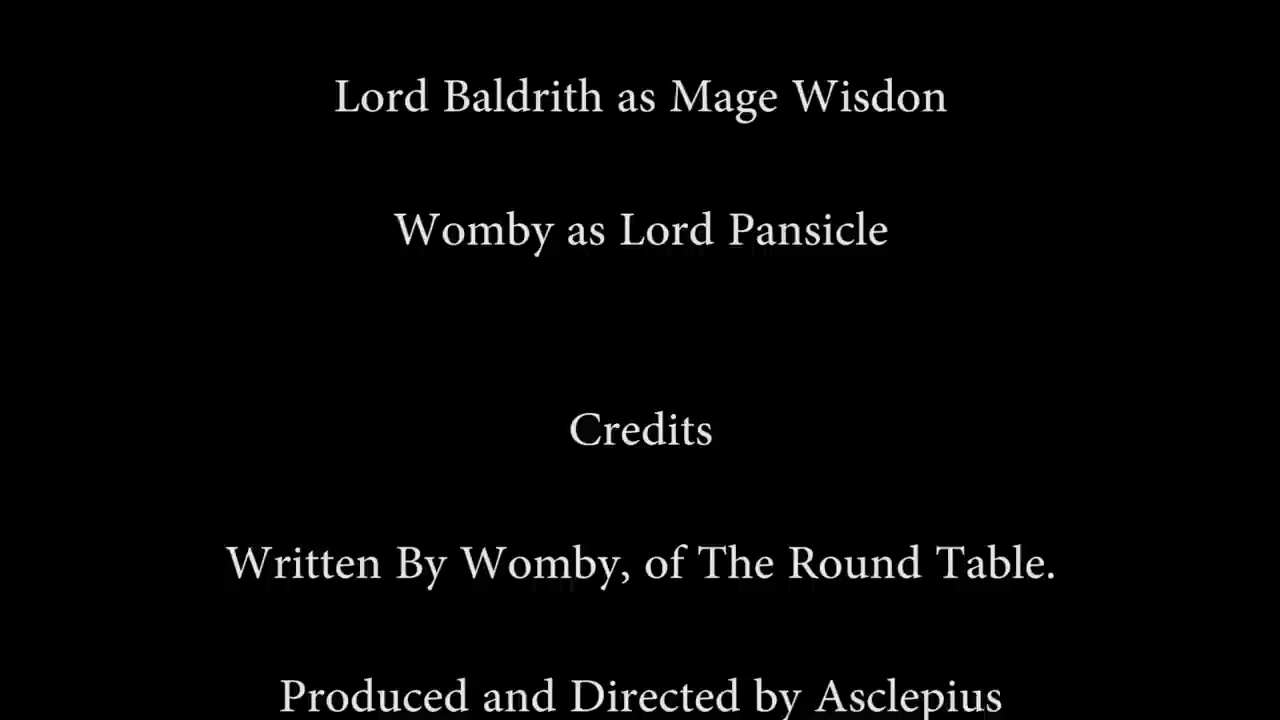 Lord Baldrith as Mage Wisdon
Womby as Lord Pansicle
Credits
Written By Womby, of The Round Table.
Produced and Directed by Asclepius